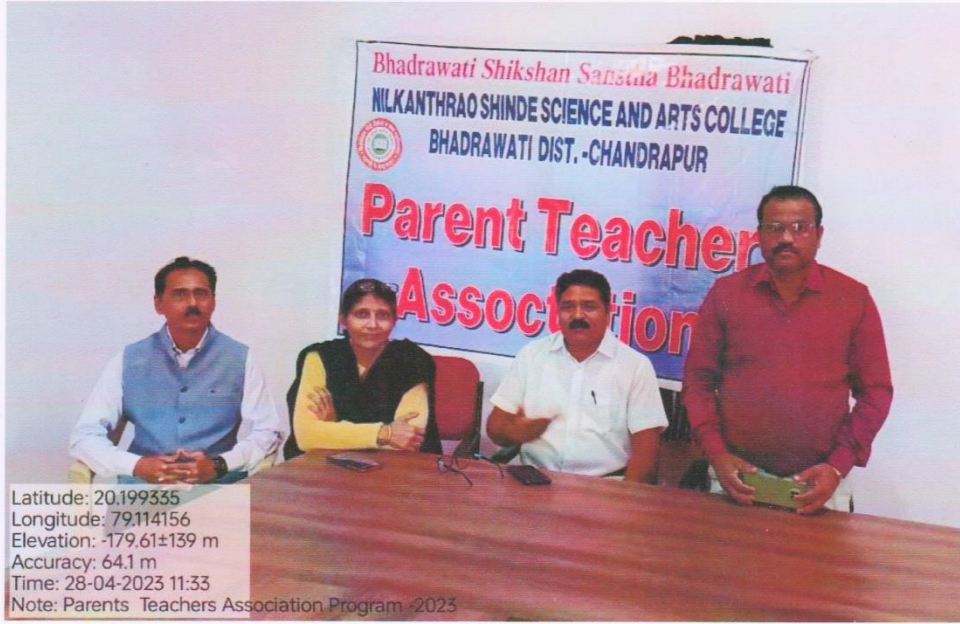 Bhadrawati Shikshan Sanstha Bhadrawati
NILKANTHRAO SHINDE SCIENCE AND ARTS COLLEGE
BHADRAWATI DIST. -CHANDRAPUR
Parent Teacher
Association
Latitude: 20.199335
Longitude: 79.114156
Elevation: -179.61±139 m
Accuracy: 64.1 m
Time: 28-04-2023 11:33
Note: Parents Teachers Association Program -2023